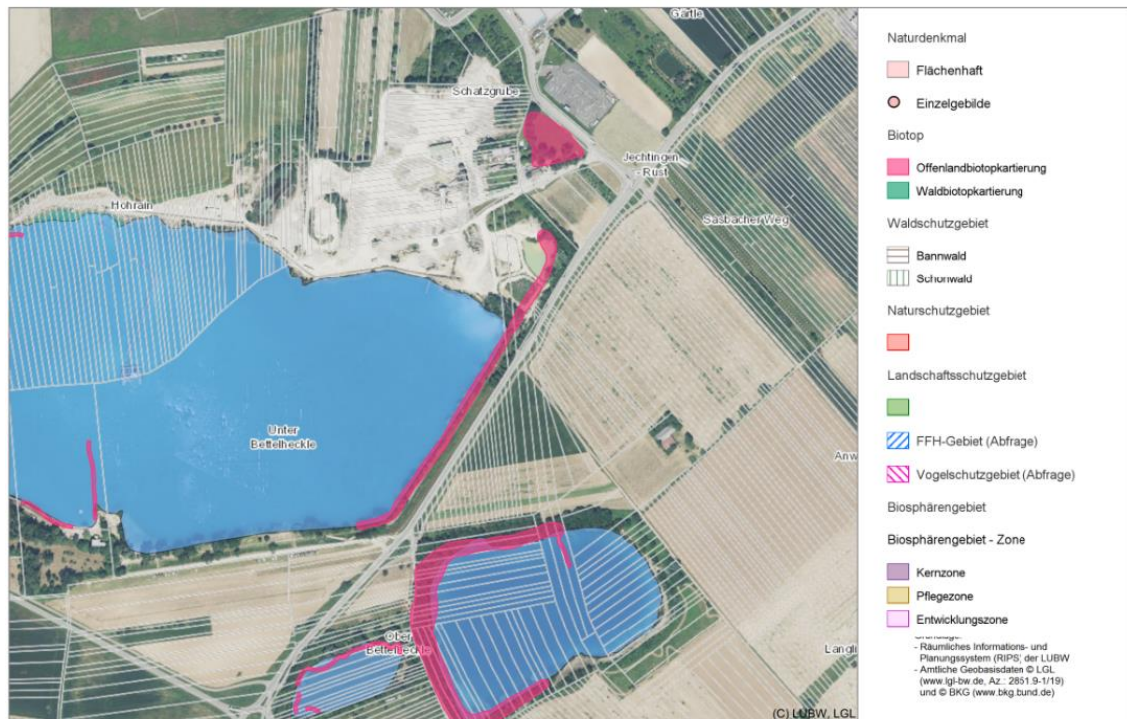 Gärtle
Schatzgrube
Jechtingen
- Rust
Hohrain
Sasbacher Weg
Unter
Bettelheckle
Anw
Ober
Bettelheckle
Langl
(C) LUBW, LGL
Naturdenkmal
Flächenhaft
Einzelgebilde
Biotop
Offenlandbiotopkartierung
Waldbiotopkartierung
Waldschutzgebiet
Bannwald
Schonwald
Naturschutzgebiet
Landschaftsschutzgebiet
FFH-Gebiet (Abfrage)
Vogelschutzgebiet (Abfrage)
Biosphärengebiet
Biosphärengebiet - Zone
Kernzone
Pflegezone
Entwicklungszone
Grundlage:
- Räumliches Informations- und
Planungssystem (RIPS) der LUBW
- Amtliche Geobasisdaten © LGL
(www.lgl-bw.de, Az.: 2851.9-1/19)
und © BKG (www.bkg.bund.de)